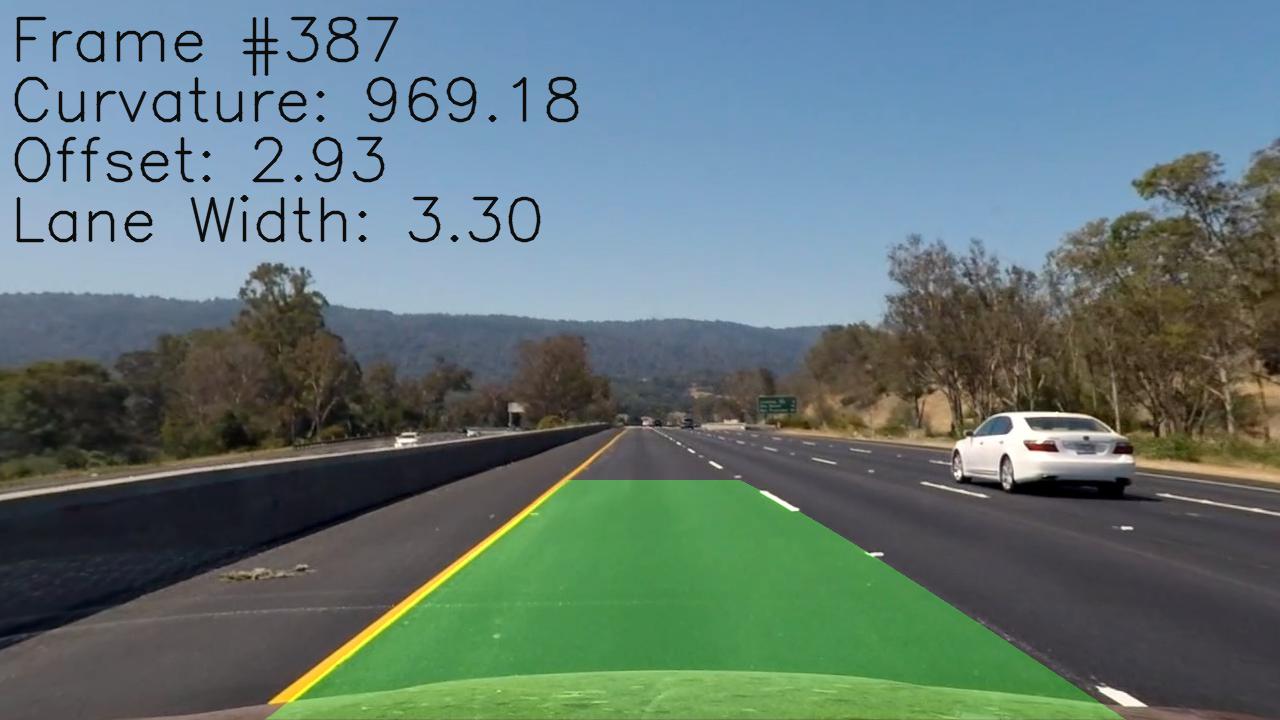 Frame #387
Curvature: 969.18
Offset: 2.93
Lane Width: 3.30